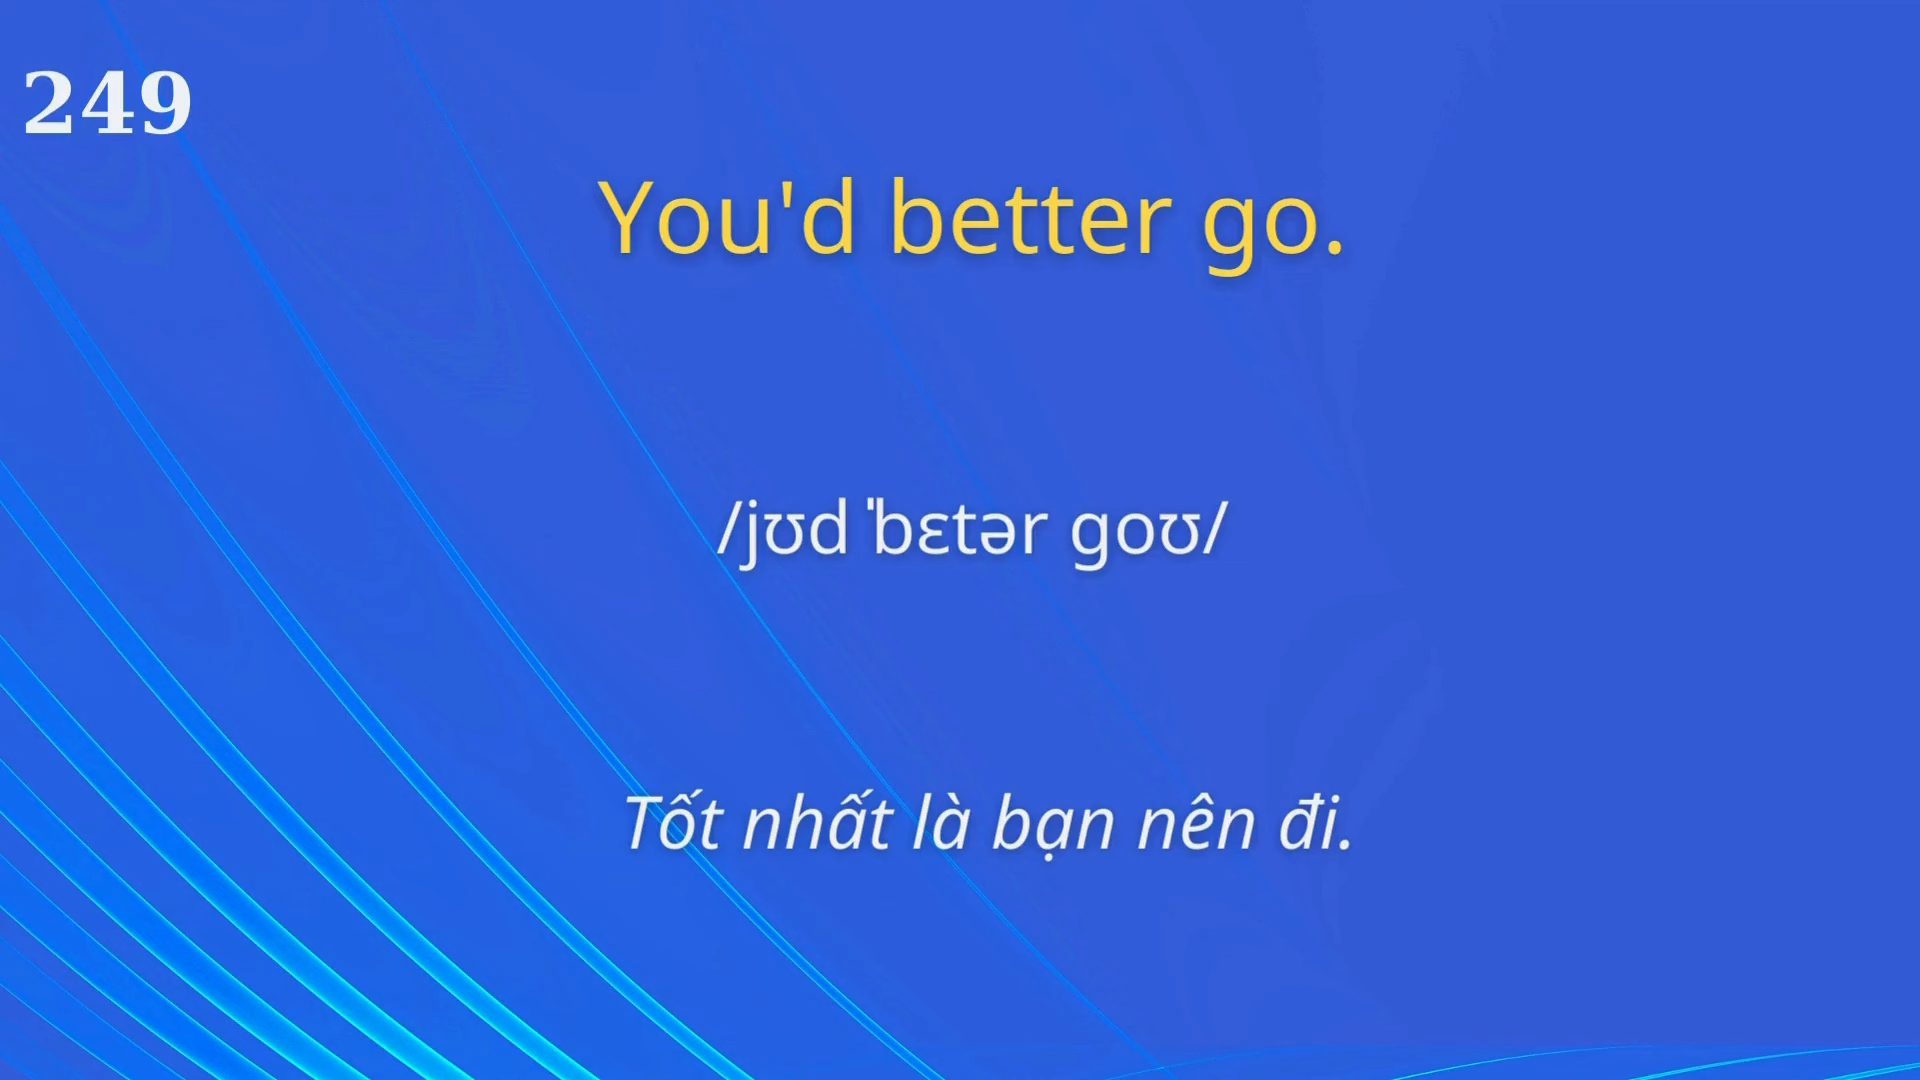 249
You'd better go.
/jʊd ˈbɛtər goʊ/
Tốt nhất là bạn nên đi.